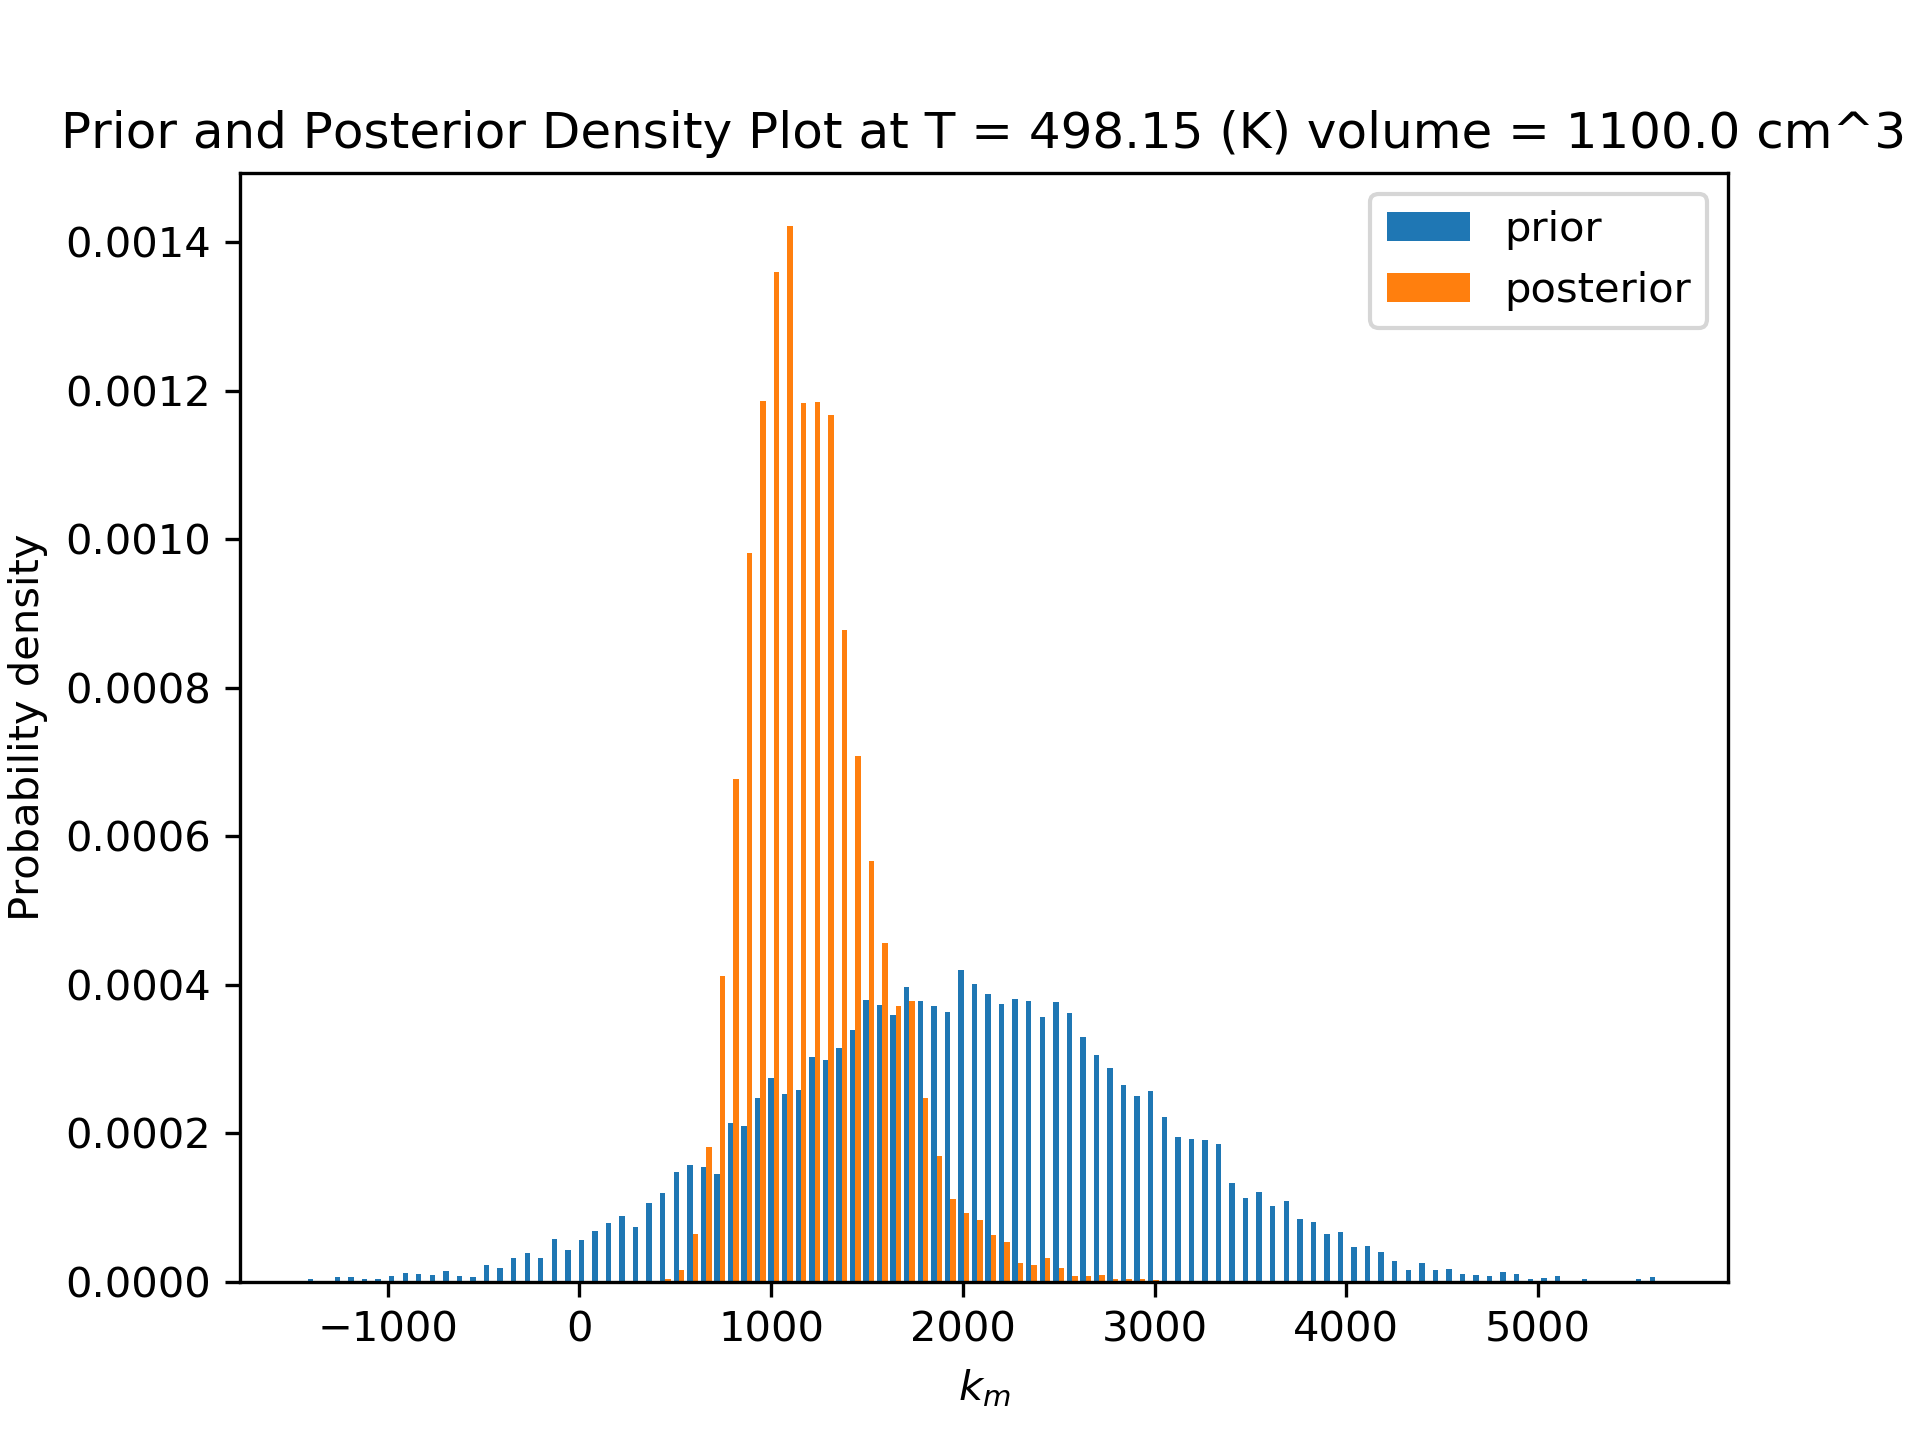 Prior and Posterior Density Plot at T = 498.15 (K) volume = 1100.0 cm^3
prior
posterior
0.0014
0.0012
0.0010
0.0008
0.0006
0.0004
0.0002
0.0000
Probability density
−1000 0 1000 2000 3000 4000 5000
k_m